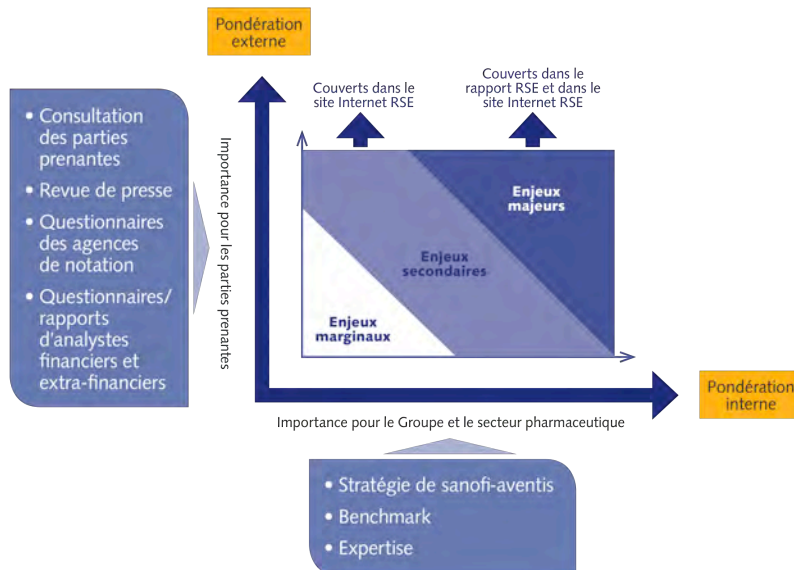 Pondération
externe
Couverts dans le
site Internet RSE
Couverts dans le
rapport RSE et dans le
site Internet RSE
• Consultation
des parties
prenantes
• Revue de presse
• Questionnaires
des agences
de notation
• Questionnaires/
rapports
d'analystes
financiers et
extra-financiers
Importance pour les parties prenantes
Enjeux
majeurs
Enjeux
secondaires
Enjeux
marginaux
Pondération
interne
Importance pour le Groupe et le secteur pharmaceutique
• Stratégie de sanofi-aventis
• Benchmark
• Expertise